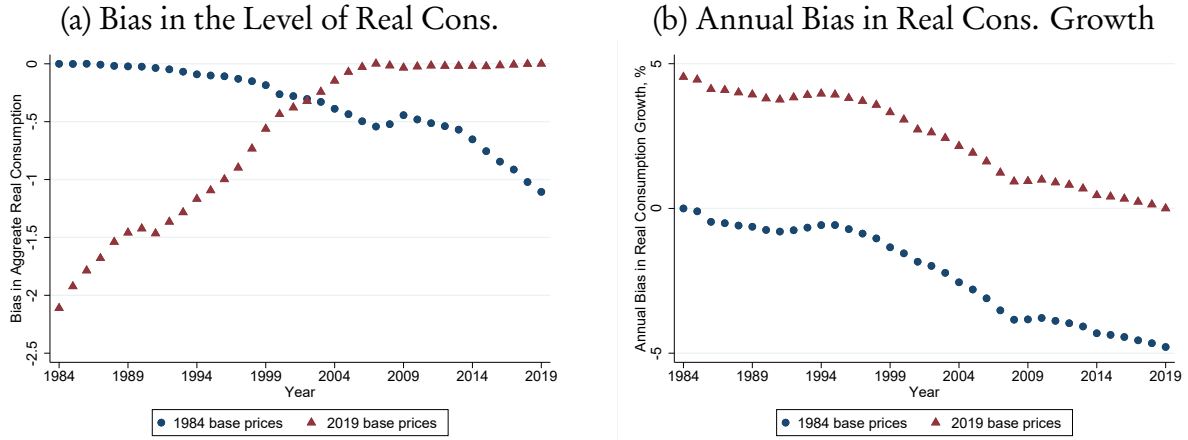 (a) Bias in the Level of Real Cons.
Bias in Aggreate Real Consumption
0
-.5
-1
-1.5
-2
-2.5
1984 1989 1994 1999 2004 2009 2014 2019
Year
1984 base prices 2019 base prices
(b) Annual Bias in Real Cons. Growth
Annual Bias in Real Consumption Growth, %
.5
0
-.5
1984 1989 1994 1999 2004 2009 2014 2019
Year
1984 base prices 2019 base prices